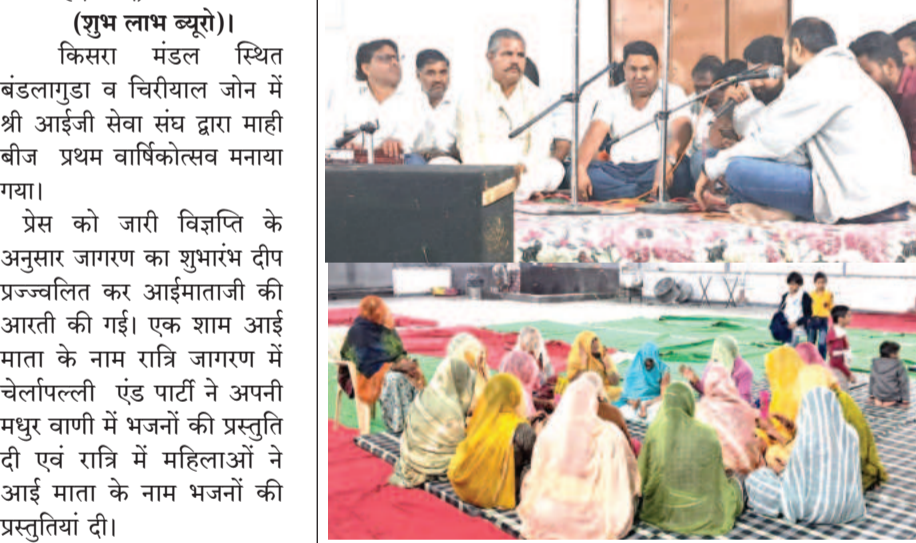 (शुभ लाभ ब्यूरो)।
किसरा मंडल स्थित
बंडलागुडा व चिरीयाल जोन में
श्री आईजी सेवा संघ द्वारा माही
बीज प्रथम वार्षिकोत्सव मनाया
गया।
प्रेस को जारी विज्ञप्ति के
अनुसार जागरण का शुभारंभ दीप
प्रज्ज्वलित कर आईमाताजी की
आरती की गई। एक शाम आई
माता के नाम रात्रि जागरण में
चेर्लापल्ली एंड पार्टी ने अपनी
मधुर वाणी में भजनों की प्रस्तुति
दी एवं रात्रि में महिलाओं ने
आई माता के नाम भजनों की
प्रस्तुतियां दी।